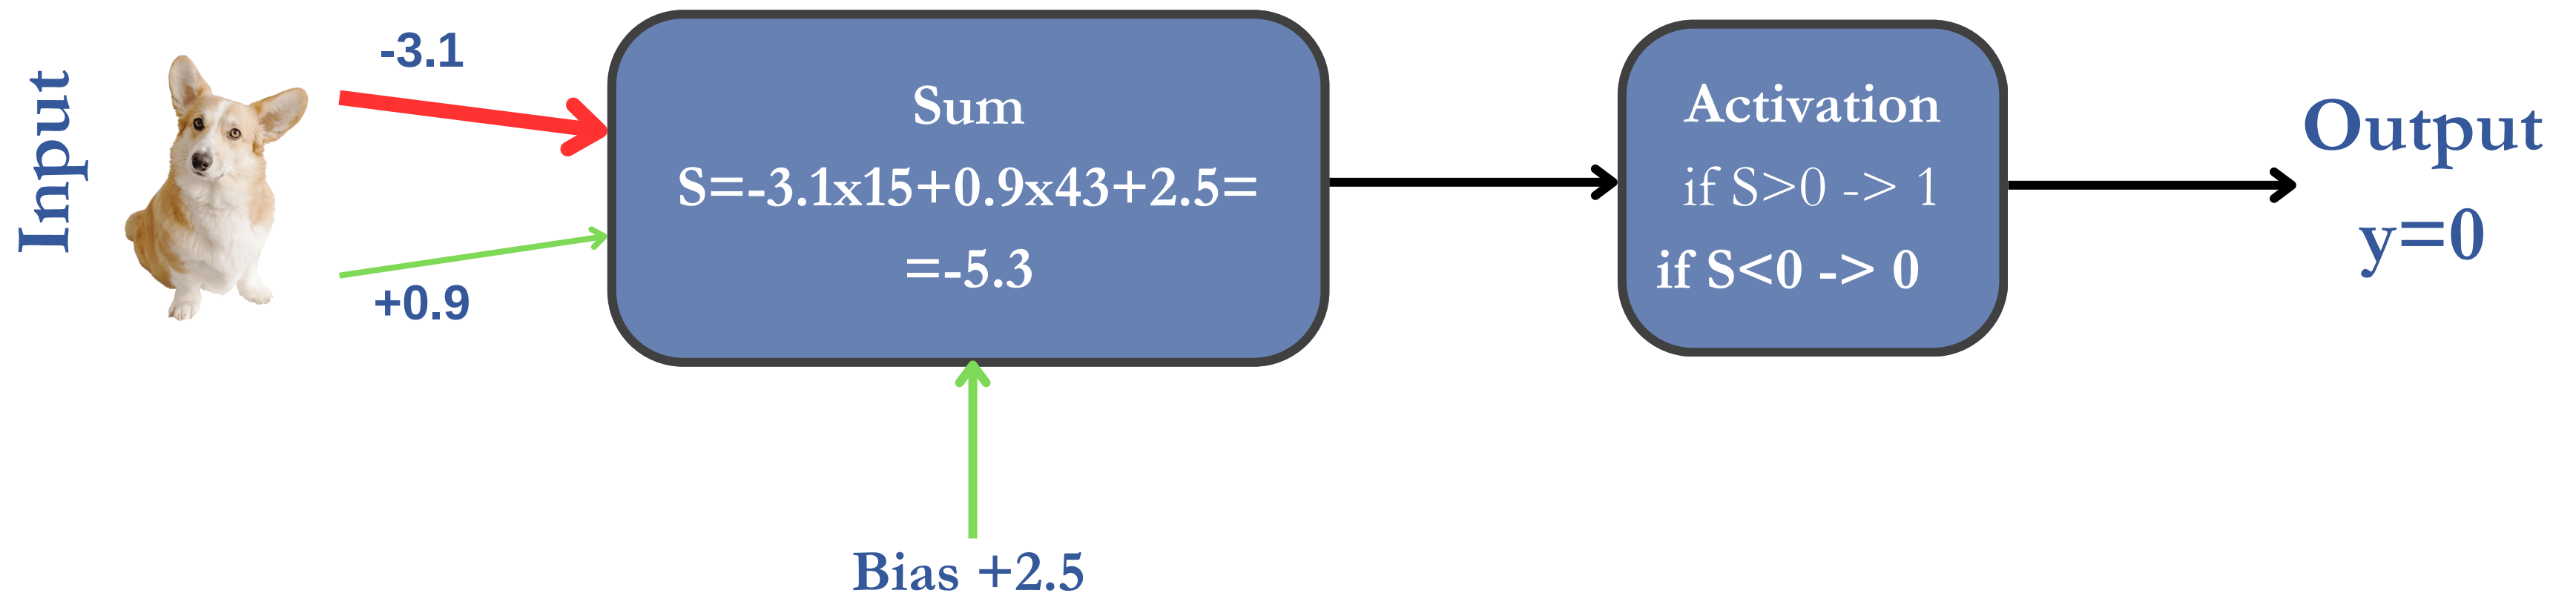 Input
-3.1
+0.9
Sum
S=-3.1x15+0.9x43+2.5=
=-5.3
Bias +2.5
Activation
if S>0 -> 1
if S<0 -> 0
Output
y=0